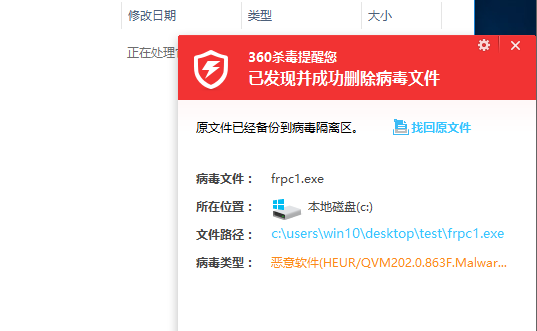 修改日期 类型 大小
正在处理
360杀毒提醒您
已发现并成功删除病毒文件
原文件已经备份到病毒隔离区。 找回原文件
病毒文件： frpc1.exe
所在位置： 本地磁盘(c:)
文件路径： c:\users\win10\desktop\test\frpc1.exe
病毒类型： 恶意软件(HEUR/QVM202.0.863F.Malwar...